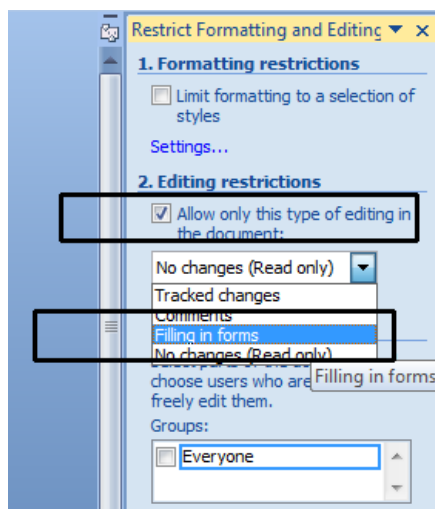 Restrict Formatting and Editing
1. Formatting restrictions
Limit formatting to a selection of
styles
Settings...
2. Editing restrictions
Allow only this type of editing in
the document:
No changes (Read only)
Tracked changes
Comments
Filling in forms
No changes (Read only)
choose users who are
Filling in forms
freely edit them.
Groups:
Everyone